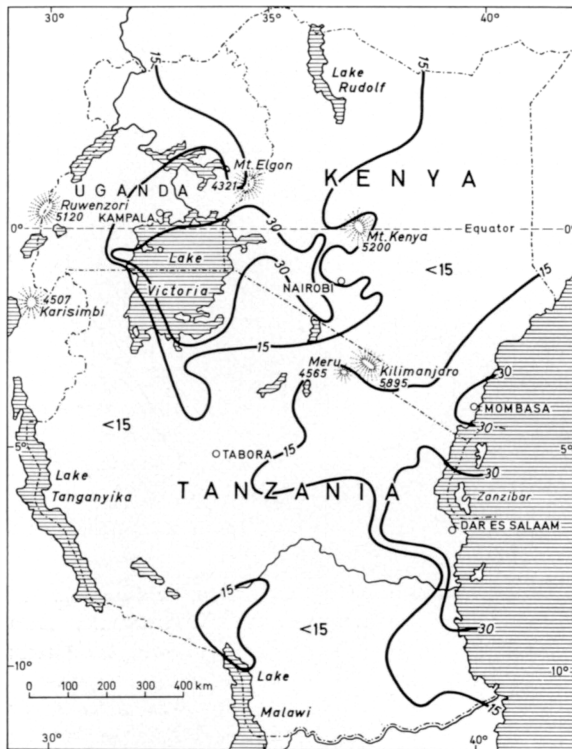 30°
35°
40°
15
15
Lake
Rudolf
Mt. Elgon
4321
KENYA
UGANDA
Ruwenzori
5120
KAMPALA
0°
30
Equator
0°
Mt. Kenya
5200
Lake
Victoria
30
<15
15
NAIROBI
4507
Karisimbi
15
Meru
4565
Kilimanjaro
5895
30
MOMBASA
<15
30
5°
TABORA
15
30
5°
Lake
Tanganyika
TANZANIA
Zanzibar
DAR ES SALAAM
15
<15
30
-10°
10°
0 100 200 300 400 km
Lake
Malawi
15
30°
40°